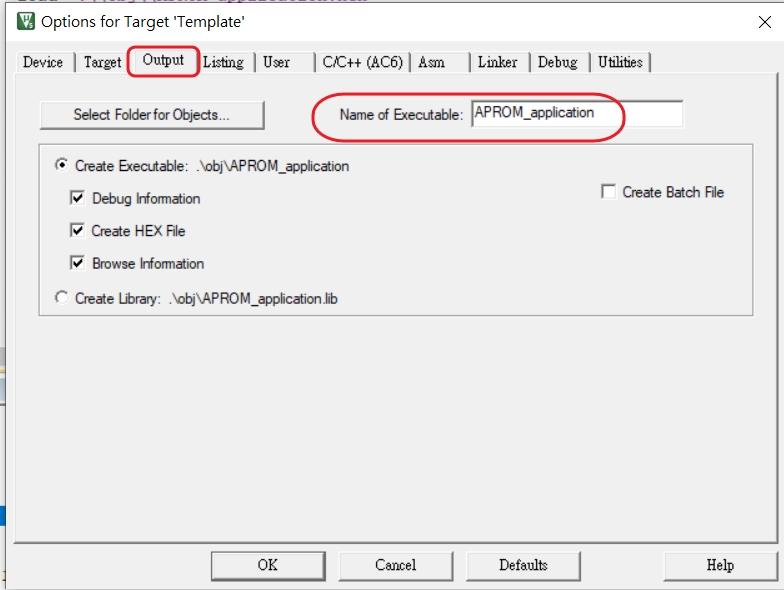 Options for Target 'Template'
Device Target Output Listing User C/C++ (AC6) Asm Linker Debug Utilities
Select Folder for Objects... Name of Executable: APROM_application
Create Executable: .\obj\APROM_application
Debug Information
Create Batch File
Create HEX File
Browse Information
Create Library: .\obj\APROM_application.lib
OK Cancel Defaults Help